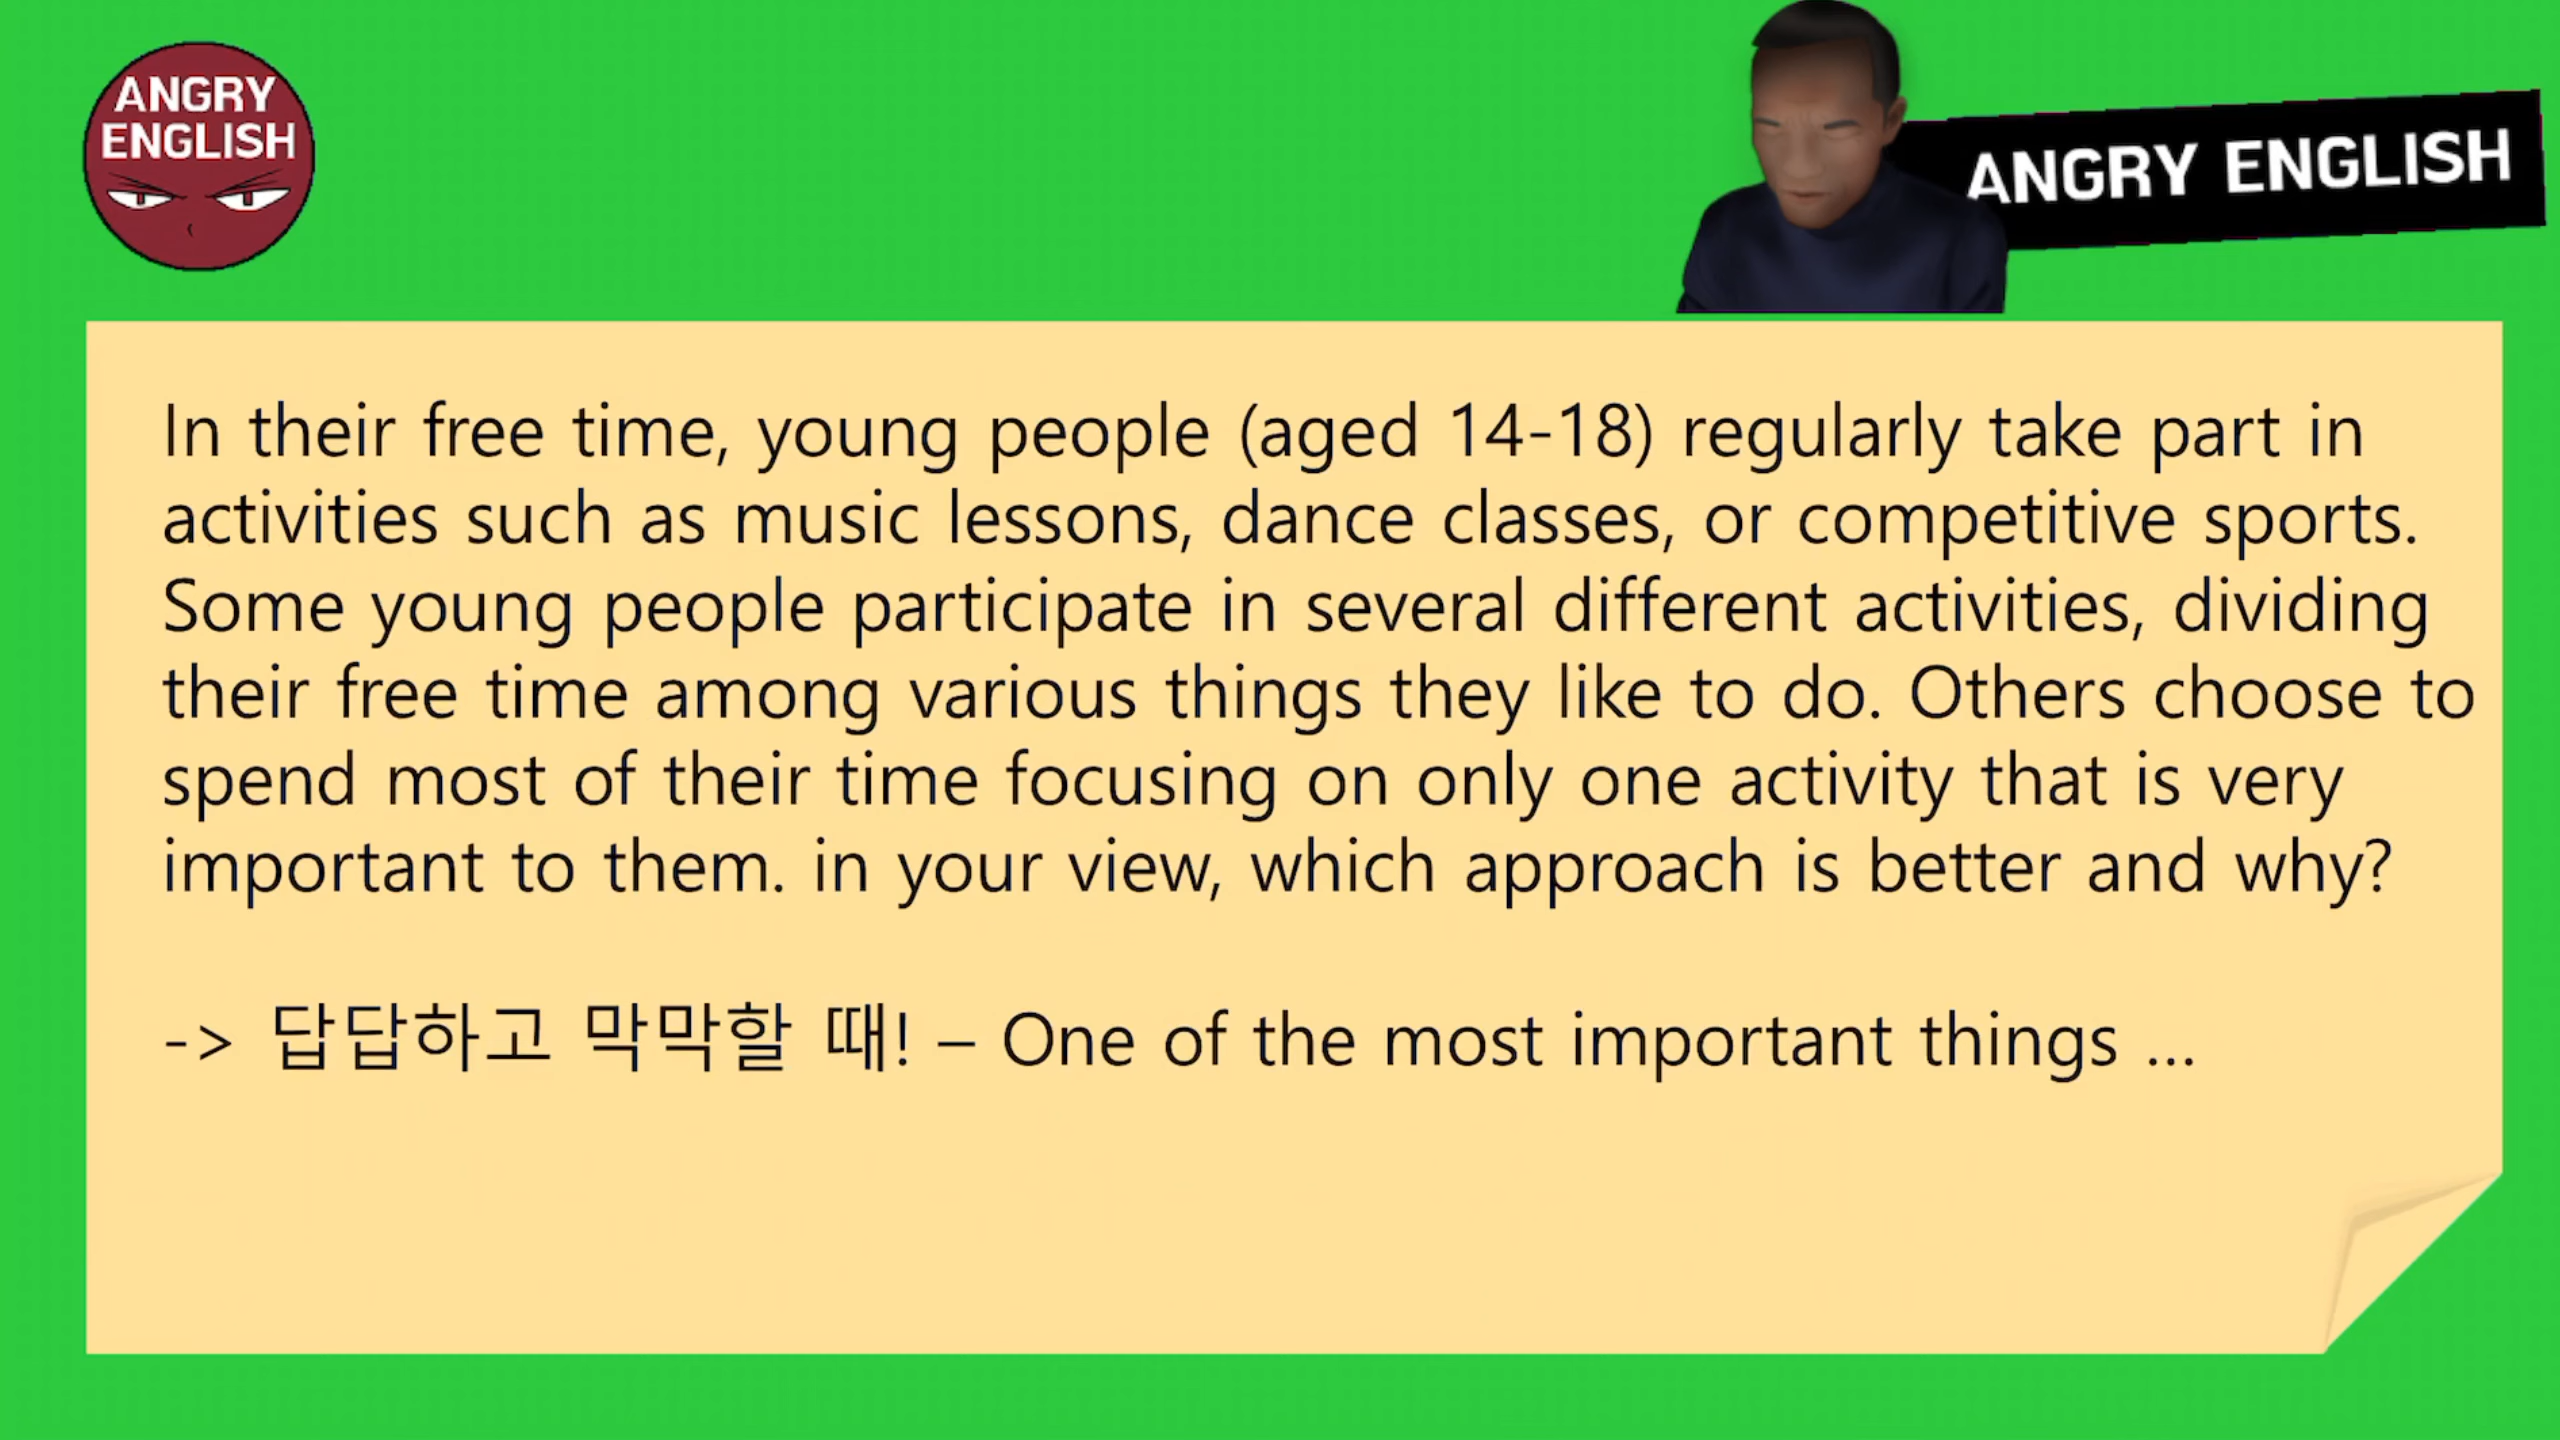 ANGRY
ENGLISH
ANGRY ENGLISH
In their free time, young people (aged 14-18) regularly take part in
activities such as music lessons, dance classes, or competitive sports.
Some young people participate in several different activities, dividing
their free time among various things they like to do. Others choose to
spend most of their time focusing on only one activity that is very
important to them. in your view, which approach is better and why?
-> 답답하고 막막할 때! – One of the most important things ...